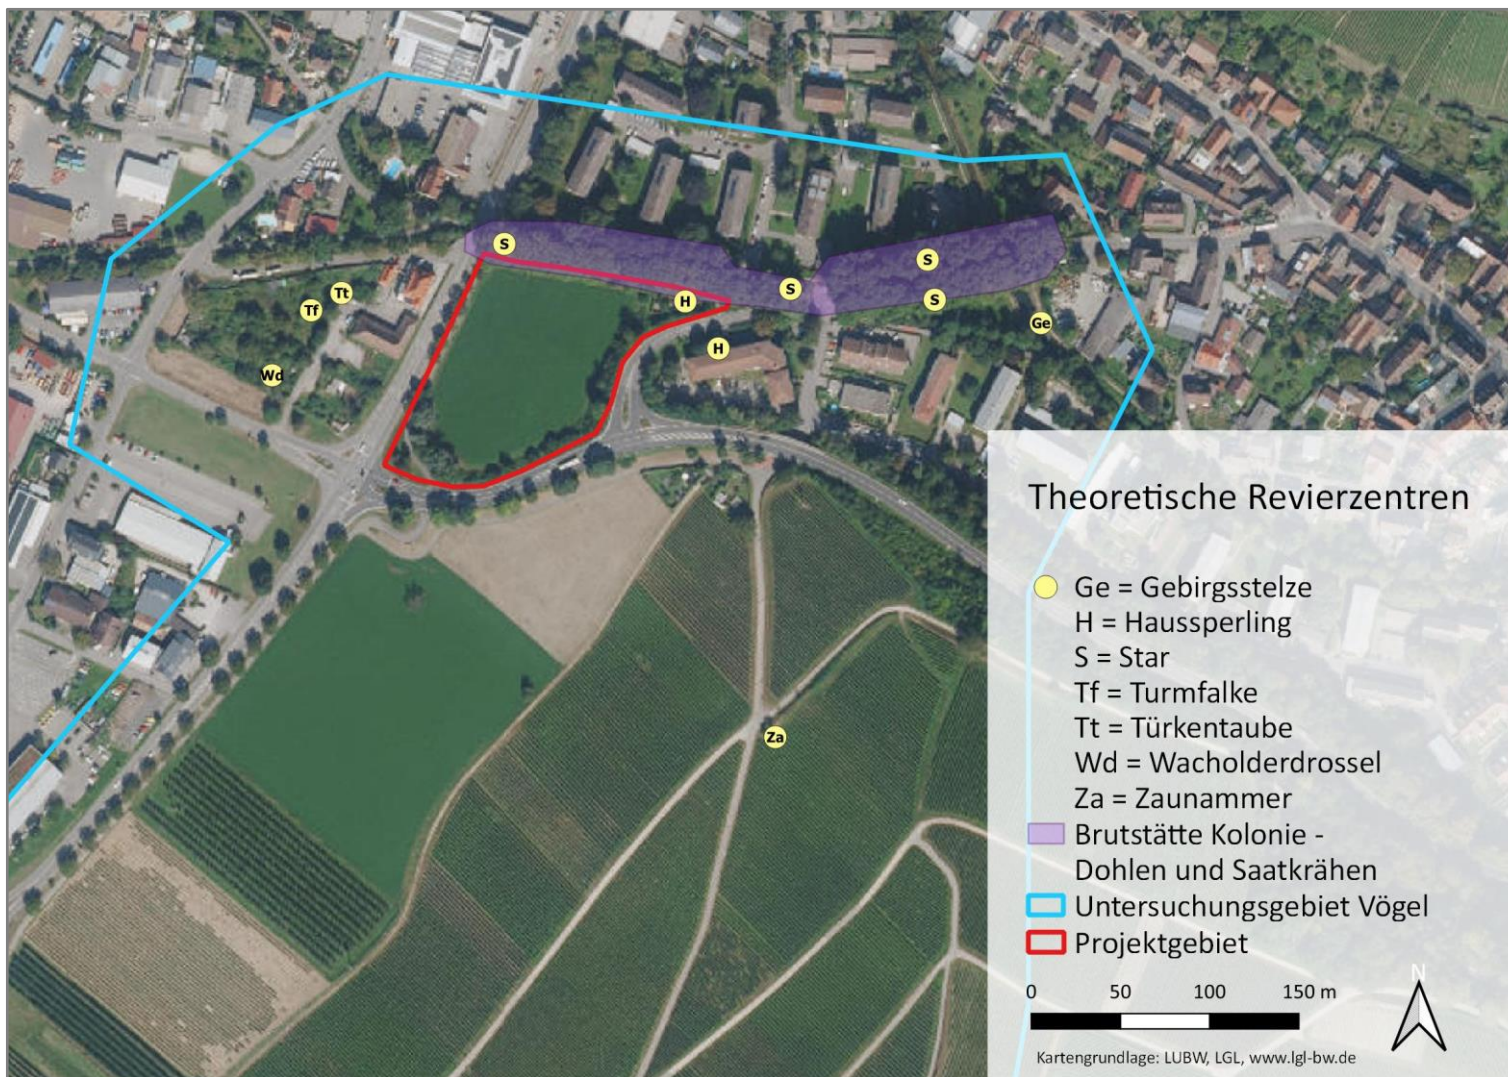 S
S
S
Tt
H
S
Tf
Ge
H
Wd
Za
Theoretische Revierzentren
Ge = Gebirgsstelze
H = Haussperling
S = Star
Tf = Turmfalke
Tt = Türkentaube
Wd = Wacholderdrossel
Za = Zaunammer
Brutstätte Kolonie -
Dohlen und Saatkrähen
Untersuchungsgebiet Vögel
Projektgebiet
N
0 50 100 150 m
Kartengrundlage: LUBW, LGL, www.lgl-bw.de